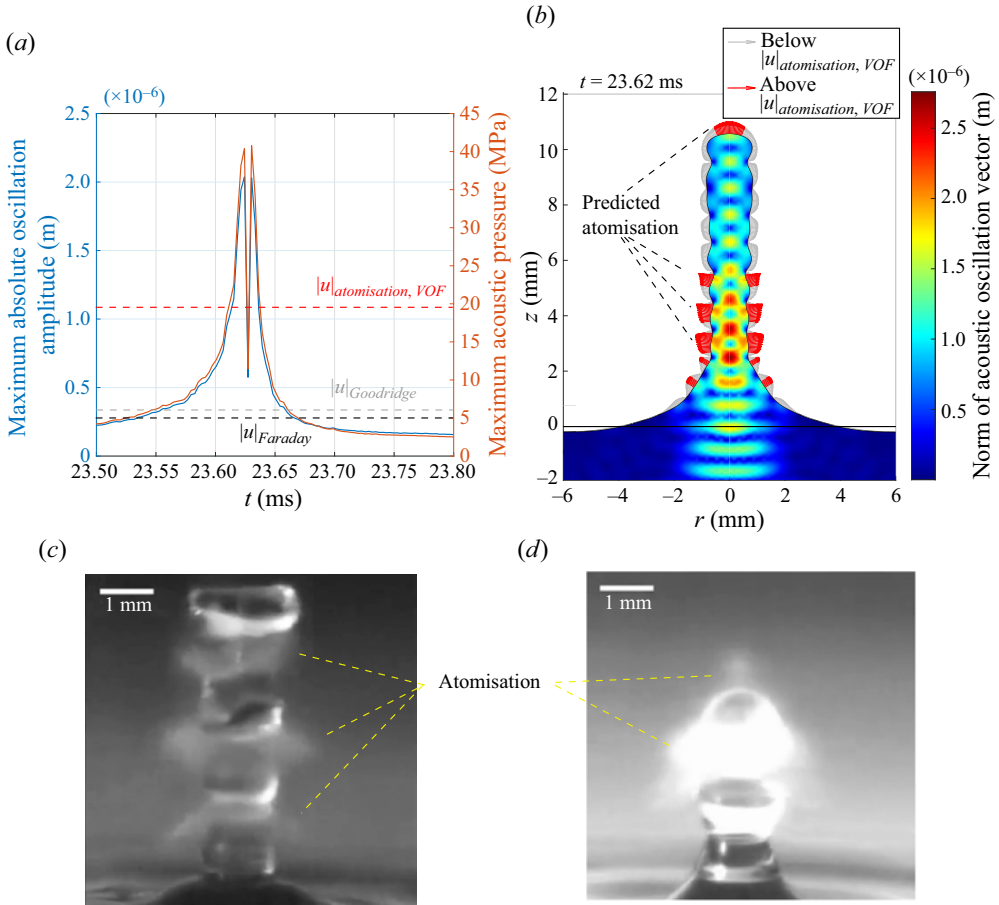 (a)
(×10⁻⁶)
2.5
2.0
1.5
1.0
0.5
0
Maximum absolute oscillation
amplitude (m)
45
40
35
30
25
20
15
10
5
0
Maximum acoustic pressure (MPa)
|u|atomisation, VOF
|u|Goodridge
|u|Faraday
23.50 23.55 23.60 23.65 23.70 23.80
t (ms)
(b)
Below
|u|atomisation, VOF
Above
|u|atomisation, VOF
t = 23.62 ms
(×10⁻⁶)
12
10
8
6
4
2
0
−2
z (mm)
Predicted
atomisation
−6 −4 −2 0 2 4 6
r (mm)
2.5
2.0
1.5
1.0
0.5
Norm of acoustic oscillation vector (m)
(c)
1 mm
Atomisation
(d)
1 mm